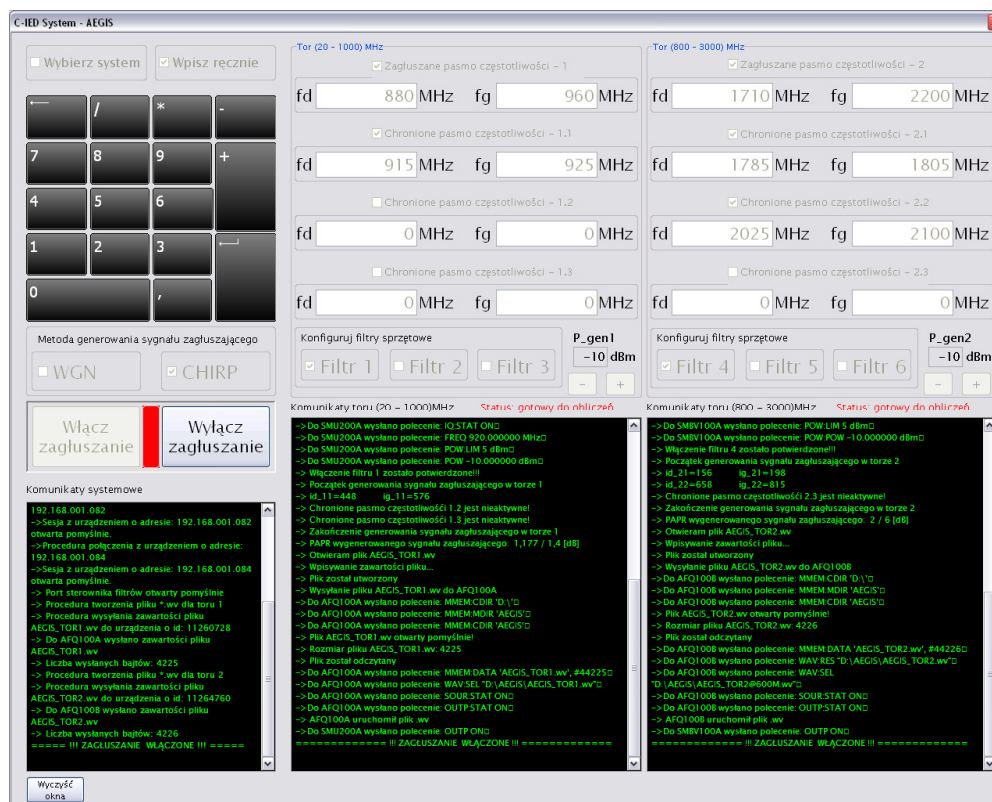 C-IED System - AEGIS
Wybierz system
Wpisz ręcznie
←
/
*
-
7
8
9
+
4
5
6
1
2
3
0
,
Metoda generowania sygnału zagłuszającego
WGN
CHIRP
Włącz
zagłuszanie
Wyłącz
zagłuszanie
Komunikaty systemowe
192.168.001.082
->Sesja z urządzeniem o adresie: 192.168.001.082
otwarta pomyślnie.
->Procedura połączenia z urządzeniem o adresie:
192.168.001.084
->Sesja z urządzeniem o adresie: 192.168.001.084
otwarta pomyślnie.
-> Port sterownika filtrów otwarty pomyślnie
-> Procedura tworzenia pliku *.wv dla toru 1
-> Procedura wysyłania zawartości pliku
AEGIS_TOR1.wv do urządzenia o id: 11260728
-> Do AFQ100A wysłano zawartości pliku
AEGIS_TOR1.wv
-> Liczba wysłanych bajtów: 4225
-> Procedura tworzenia pliku *.wv dla toru 2
-> Procedura wysyłania zawartości pliku
AEGIS_TOR2.wv do urządzenia o id: 11264760
-> Do AFQ100B wysłano zawartości pliku
AEGIS_TOR2.wv
-> Liczba wysłanych bajtów: 4226
===== !!! ZAGŁUSZANIE WŁĄCZONE !!! =====
Wyczyść
okna
Tor (20 - 1000) MHz
Zagłuszane pasmo częstotliwości - 1
fd 880 MHz fg 960 MHz
Chronione pasmo częstotliwości - 1.1
fd 915 MHz fg 925 MHz
Chronione pasmo częstotliwości - 1.2
fd 0 MHz fg 0 MHz
Chronione pasmo częstotliwości - 1.3
fd 0 MHz fg 0 MHz
Konfiguruj filtry sprzętowe
Filtr 1 Filtr 2 Filtr 3
P_gen1
-10 dBm
- +
Komunikaty toru (20 - 1000)MHz Status: gotowy do obliczeń
->Do SMU200A wysłano polecenie: IQ:STAT ON
->Do SMU200A wysłano polecenie: FREQ 920.000000 MHz
->Do SMU200A wysłano polecenie: POW:LIM 5 dBm
->Do SMU200A wysłano polecenie: POW -10.000000 dBm
-> Włączenie filtru 1 zostało potwierdzone!!!
-> Początek generowania sygnału zagłuszającego w torze 1
-> id_11=448 ig_11=576
-> Chronione pasmo częstotliwości 1.2 jest nieaktywne!
-> Chronione pasmo częstotliwości 1.3 jest nieaktywne!
-> Zakończenie generowania sygnału zagłuszającego w torze 1
-> PAPR wygenerowanego sygnału zagłuszającego: 1,177 / 1,4 [dB]
-> Otwieram plik AEGIS_TOR1.wv
-> Wpisywanie zawartości pliku...
-> Plik został utworzony
-> Wysyłanie pliku AEGIS_TOR1.wv do AFQ100A
->Do AFQ100A wysłano polecenie: MMEM:CDIR 'D:\'
->Do AFQ100A wysłano polecenie: MMEM:MDIR 'AEGIS'
->Do AFQ100A wysłano polecenie: MMEM:CDIR 'AEGIS'
-> Plik AEGIS_TOR1.wv otwarty pomyślnie!
-> Rozmiar pliku AEGIS_TOR1.wv: 4225
-> Plik został odczytany
->Do AFQ100A wysłano polecenie: MMEM:DATA 'AEGIS_TOR1.wv', #44225
->Do AFQ100A wysłano polecenie: WAV:SEL "D:\AEGIS\AEGIS_TOR1.wv"
->Do AFQ100A wysłano polecenie: SOUR:STAT ON
->Do AFQ100A wysłano polecenie: OUTP:STAT ON
-> AFQ100A uruchomił plik .wv
->Do SMU200A wysłano polecenie: OUTP ON
============= !!! ZAGŁUSZANIE WŁĄCZONE !!! =============
Tor (800 - 3000) MHz
Zagłuszane pasmo częstotliwości - 2
fd 1710 MHz fg 2200 MHz
Chronione pasmo częstotliwości - 2.1
fd 1785 MHz fg 1805 MHz
Chronione pasmo częstotliwości - 2.2
fd 2025 MHz fg 2100 MHz
Chronione pasmo częstotliwości - 2.3
fd 0 MHz fg 0 MHz
Konfiguruj filtry sprzętowe
Filtr 4 Filtr 5 Filtr 6
P_gen2
-10 dBm
- +
Komunikaty toru (800 - 3000)MHz Status: gotowy do obliczeń
->Do SMBV100A wysłano polecenie: POW:LIM 5 dBm
->Do SMBV100A wysłano polecenie: POW:POW -10.000000 dBm
-> Włączenie filtru 4 zostało potwierdzone!!!
-> Początek generowania sygnału zagłuszającego w torze 2
-> id_21=156 ig_21=198
-> id_22=658 ig_22=815
-> Chronione pasmo częstotliwości 2.3 jest nieaktywne!
-> Zakończenie generowania sygnału zagłuszającego w torze 2
-> PAPR wygenerowanego sygnału zagłuszającego: 2 / 6 [dB]
-> Otwieram plik AEGIS_TOR2.wv
-> Wpisywanie zawartości pliku...
-> Plik został utworzony
-> Wysyłanie pliku AEGIS_TOR2.wv do AFQ100B
->Do AFQ100B wysłano polecenie: MMEM:CDIR 'D:\'
->Do AFQ100B wysłano polecenie: MMEM:MDIR 'AEGIS'
->Do AFQ100B wysłano polecenie: MMEM:CDIR 'AEGIS'
-> Plik AEGIS_TOR2.wv otwarty pomyślnie!
-> Rozmiar pliku AEGIS_TOR2.wv: 4226
-> Plik został odczytany
->Do AFQ100B wysłano polecenie: MMEM:DATA 'AEGIS_TOR2.wv', #44226
->Do AFQ100B wysłano polecenie: WAV:RES "D:\AEGIS\AEGIS_TOR2.wv"
->Do AFQ100B wysłano polecenie: WAV:SEL
"D:\AEGIS\AEGIS_TOR2@600M.wv"
->Do AFQ100B wysłano polecenie: SOUR:STAT ON
->Do AFQ100B wysłano polecenie: OUTP:STAT ON
-> AFQ100B uruchomił plik .wv
->Do SMBV100A wysłano polecenie: OUTP ON
============= !!! ZAGŁUSZANIE WŁĄCZONE !!! =============